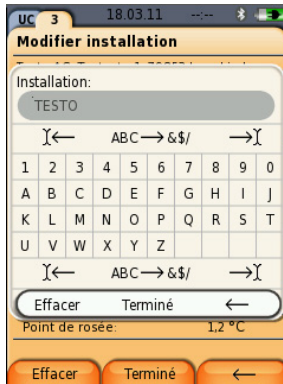 UC 3 18.03.11 --:--
Modifier installation
Installation:
TESTO
ABC→&$/
1 2 3 4 5 6 7 8 9 0
A B C D E F G H I J
K L M N O P Q R S T
U V W X Y Z
ABC→&$/
Effacer Terminé ←
Point de rosée: 1,2 °C
Effacer Terminé ←